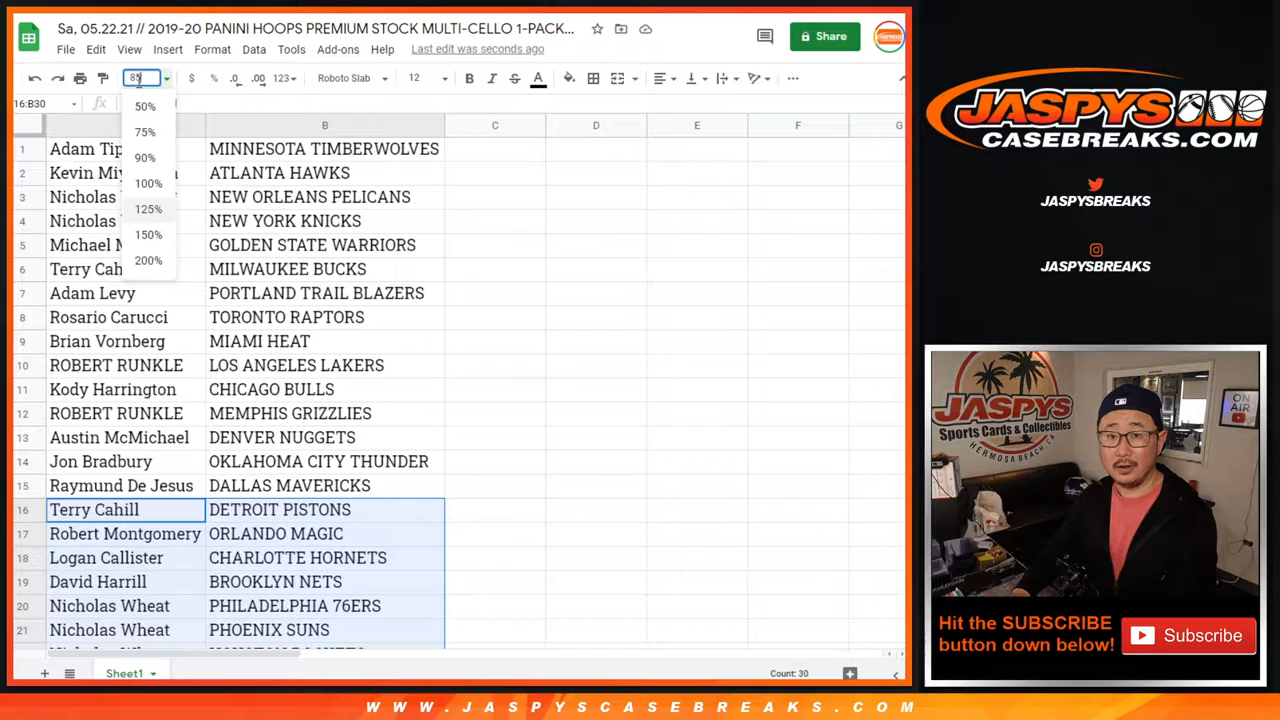 Sa, 05.22.21 // 2019-20 PANINI HOOPS PREMIUM STOCK MULTI-CELLO 1-PACK...
File Edit View Insert Format Data Tools Add-ons Help Last edit was seconds ago
Share
85
$ % .0 .00 123 Roboto Slab 12 B I S A
16:B30 fx
50%
75%
90%
100%
125%
150%
200%
B C D E F G
1 Adam Tip MINNESOTA TIMBERWOLVES
2 Kevin Mi ATLANTA HAWKS
3 Nicholas NEW ORLEANS PELICANS
4 Nicholas NEW YORK KNICKS
5 Michael M GOLDEN STATE WARRIORS
6 Terry Cah MILWAUKEE BUCKS
7 Adam Levy PORTLAND TRAIL BLAZERS
8 Rosario Carucci TORONTO RAPTORS
9 Brian Vornberg MIAMI HEAT
10 ROBERT RUNKLE LOS ANGELES LAKERS
11 Kody Harrington CHICAGO BULLS
12 ROBERT RUNKLE MEMPHIS GRIZZLIES
13 Austin McMichael DENVER NUGGETS
14 Jon Bradbury OKLAHOMA CITY THUNDER
15 Raymund De Jesus DALLAS MAVERICKS
16 Terry Cahill DETROIT PISTONS
17 Robert Montgomery ORLANDO MAGIC
18 Logan Callister CHARLOTTE HORNETS
19 David Harrill BROOKLYN NETS
20 Nicholas Wheat PHILADELPHIA 76ERS
21 Nicholas Wheat PHOENIX SUNS
Sheet1
Count: 30
JASPYS
CASEBREAKS.COM
JASPYSBREAKS
JASPYSBREAKS
JASPYS
Sports Cards & Collectibles
HERMOSA BEACH, CA
ON
AIR
Hit the SUBSCRIBE
button down below!
Subscribe
WWW.JASPYSCASEBREAKS.COM